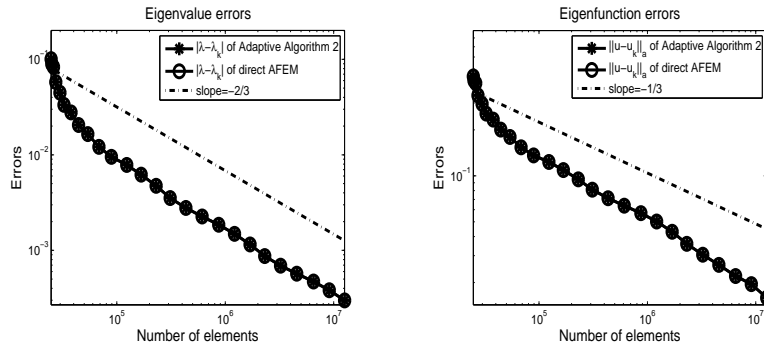 Eigenvalue errors
|λ−λ_k| of Adaptive Algorithm 2
|λ−λ_k| of direct AFEM
slope=−2/3
10^-1
10^-2
10^-3
Errors
10^5
10^6
10^7
Number of elements
Eigenfunction errors
||u−u_k||_a of Adaptive Algorithm 2
||u−u_k||_a of direct AFEM
slope=−1/3
10^-1
Errors
10^5
10^6
10^7
Number of elements